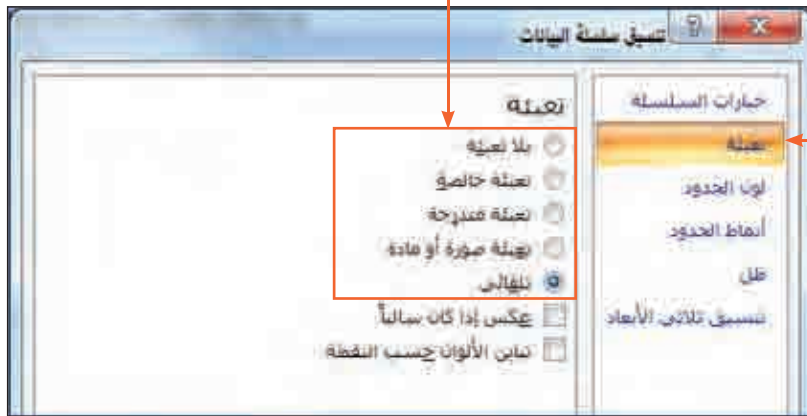 تنسيق سلسلة البيانات
خيارات السلسلة
تعبئة
لون الحدود
أنماط الحدود
ظل
تنسيق ثلاثي الأبعاد
تعبئة
بلا تعبئة
تعبئة خالصة
تعبئة متدرجة
تعبئة صورة أو مادة
تلقائي
عكس إذا كان سالباً
تباين الألوان حسب النقطة